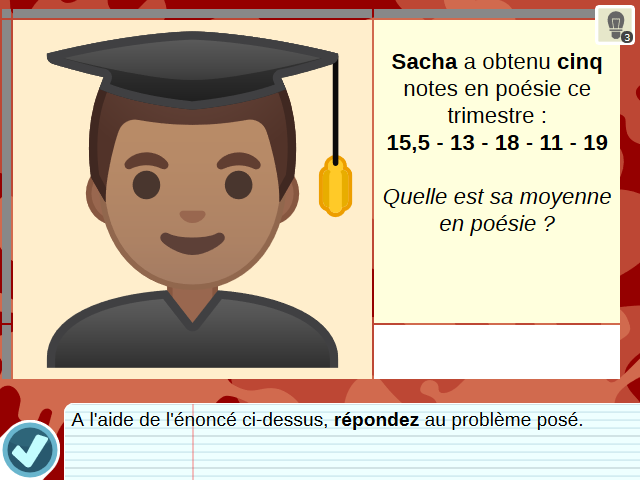 3
Sacha a obtenu cinq
notes en poésie ce
trimestre :
15,5 - 13 - 18 - 11 - 19
Quelle est sa moyenne
en poésie ?
A l'aide de l'énoncé ci-dessus, répondez au problème posé.